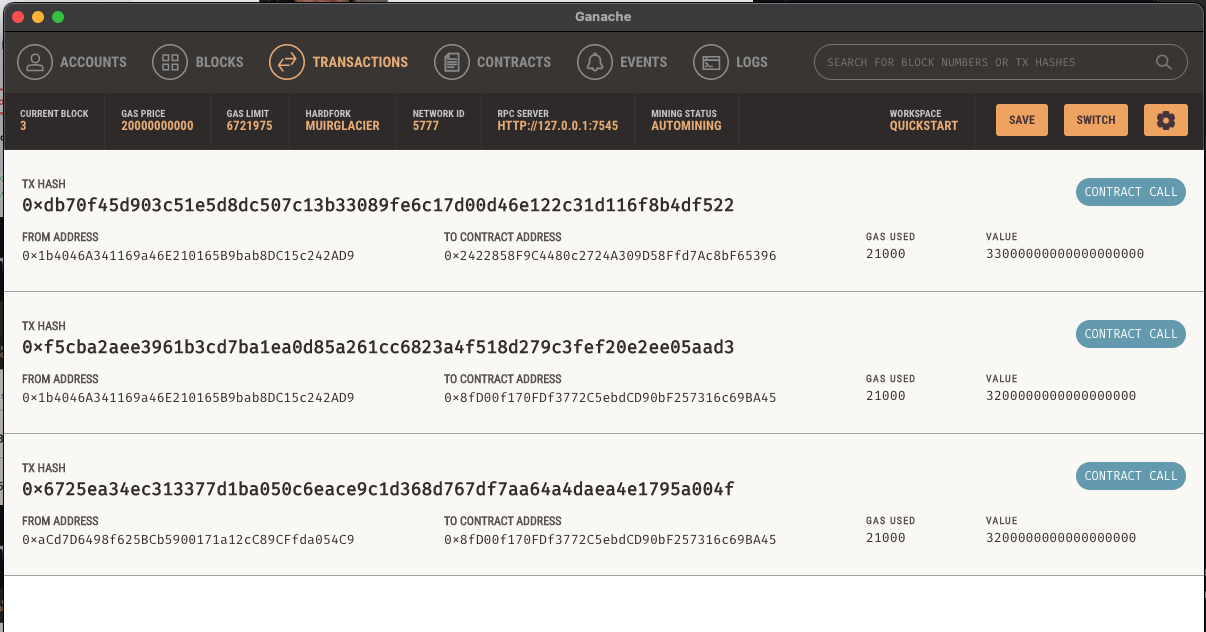 Ganache
ACCOUNTS BLOCKS TRANSACTIONS CONTRACTS EVENTS LOGS SEARCH FOR BLOCK NUMBERS OR TX HASHES
CURRENT BLOCK GAS PRICE GAS LIMIT HARDFORK NETWORK ID RPC SERVER MINING STATUS WORKSPACE
3 20000000000 6721975 MUIRGLACIER 5777 HTTP://127.0.0.1:7545 AUTOMINING QUICKSTART SAVE SWITCH
TX HASH
0×db70f45d903c51e5d8dc507c13b33089fe6c17d00d46e122c31d116f8b4df522 CONTRACT CALL
FROM ADDRESS TO CONTRACT ADDRESS GAS USED VALUE
0×1b4046A341169a46E210165B9bab8DC15c242AD9 0×2422858F9C4480c2724A309D58Ffd7Ac8bF65396 21000 33000000000000000000
TX HASH
0×f5cba2aee3961b3cd7ba1ea0d85a261cc6823a4f518d279c3fef20e2ee05aad3 CONTRACT CALL
FROM ADDRESS TO CONTRACT ADDRESS GAS USED VALUE
0×1b4046A341169a46E210165B9bab8DC15c242AD9 0×8fD00f170FDf3772C5ebdCD90bF257316c69BA45 21000 3200000000000000000
TX HASH
0×6725ea34ec313377d1ba050c6eace9c1d368d767df7aa64a4daea4e1795a004f CONTRACT CALL
FROM ADDRESS TO CONTRACT ADDRESS GAS USED VALUE
0×aCd7D6498f625BCb5900171a12cC89CFfda054C9 0×8fD00f170FDf3772C5ebdCD90bF257316c69BA45 21000 3200000000000000000